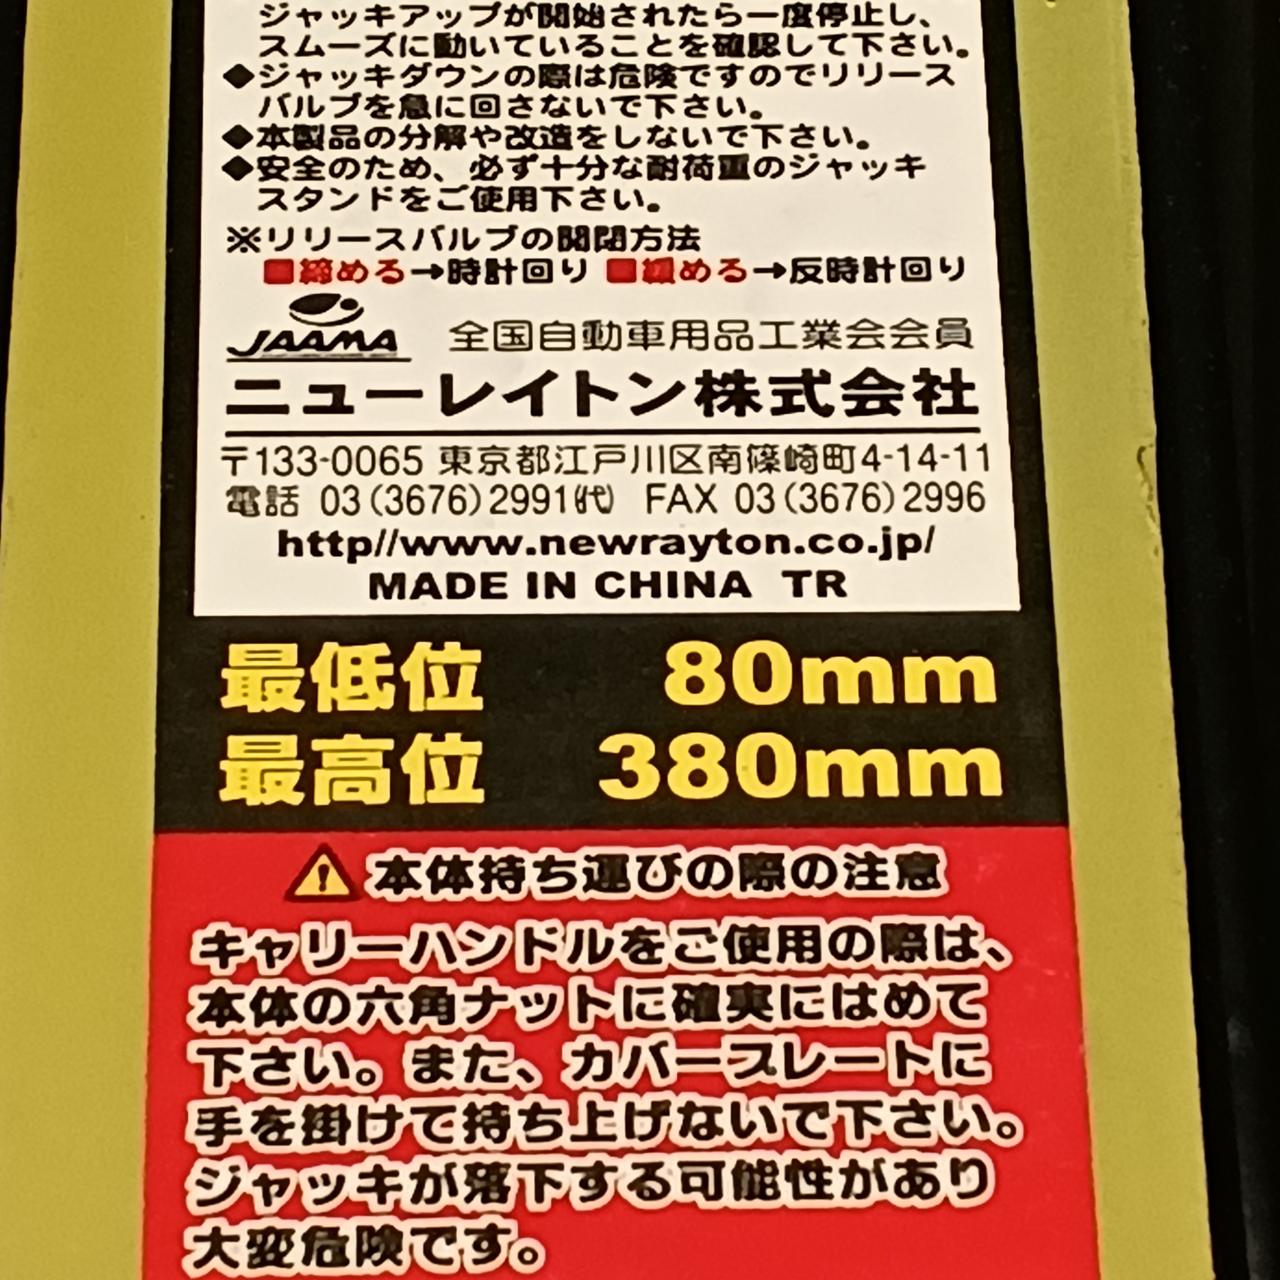 ジャッキアップが開始されたら一度停止し、
スムーズに動いていることを確認して下さい。
◆ジャッキダウンの際は危険ですのでリリース
バルブを急に回さないで下さい。
◆本製品の分解や改造をしないで下さい。
◆安全のため、必ず十分な耐荷重のジャッキ
スタンドをご使用下さい。
※リリースバルブの開閉方法
■締める→時計回り ■緩める→反時計回り
JAAMA 全国自動車用品工業会会員
ニューレイトン株式会社
〒133-0065 東京都江戸川区南篠崎町4-14-11
電話 03(3676)2991㈹ FAX 03(3676)2996
http//www.newrayton.co.jp/
MADE IN CHINA TR
最低位 80mm
最高位 380mm
⚠本体持ち運びの際の注意
キャリーハンドルをご使用の際は、
本体の六角ナットに確実にはめて
下さい。また、カバープレートに
手を掛けて持ち上げないで下さい。
ジャッキが落下する可能性があり
大変危険です。